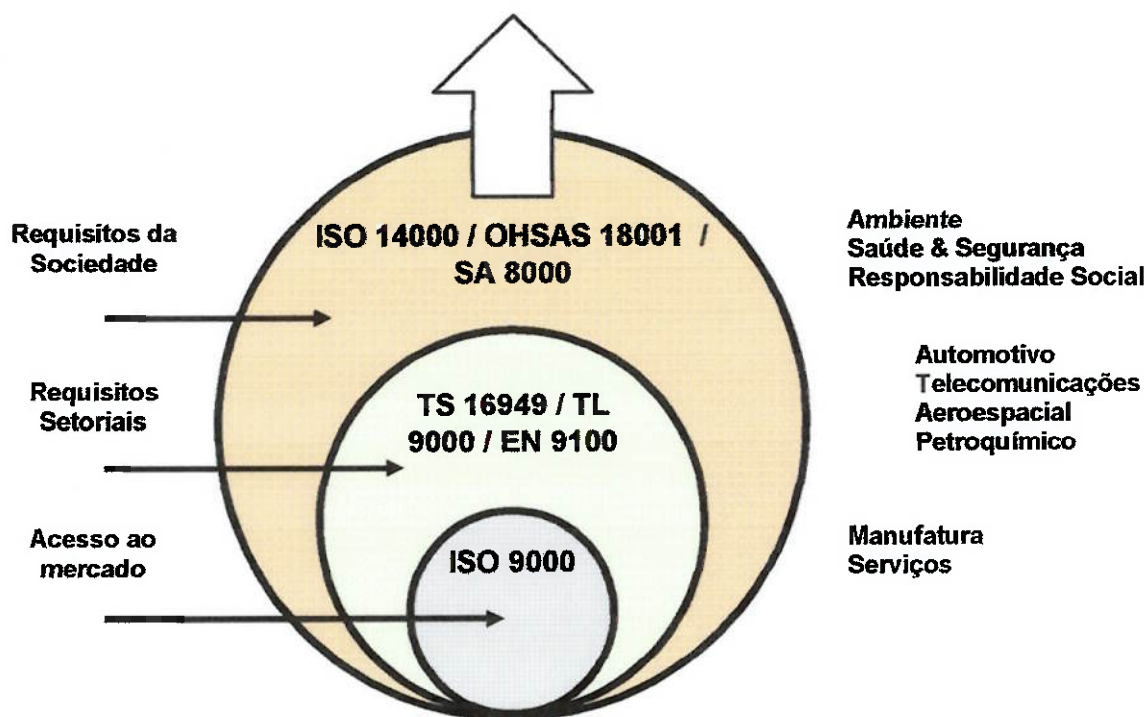 Requisitos da
Sociedade
ISO 14000 / OHSAS 18001 /
SA 8000
Ambiente
Saúde & Segurança
Responsabilidade Social
Requisitos
Setoriais
TS 16949 / TL
9000 / EN 9100
Automotivo
Telecomunicações
Aeroespacial
Petroquímico
Acesso ao
mercado
ISO 9000
Manufatura
Serviços